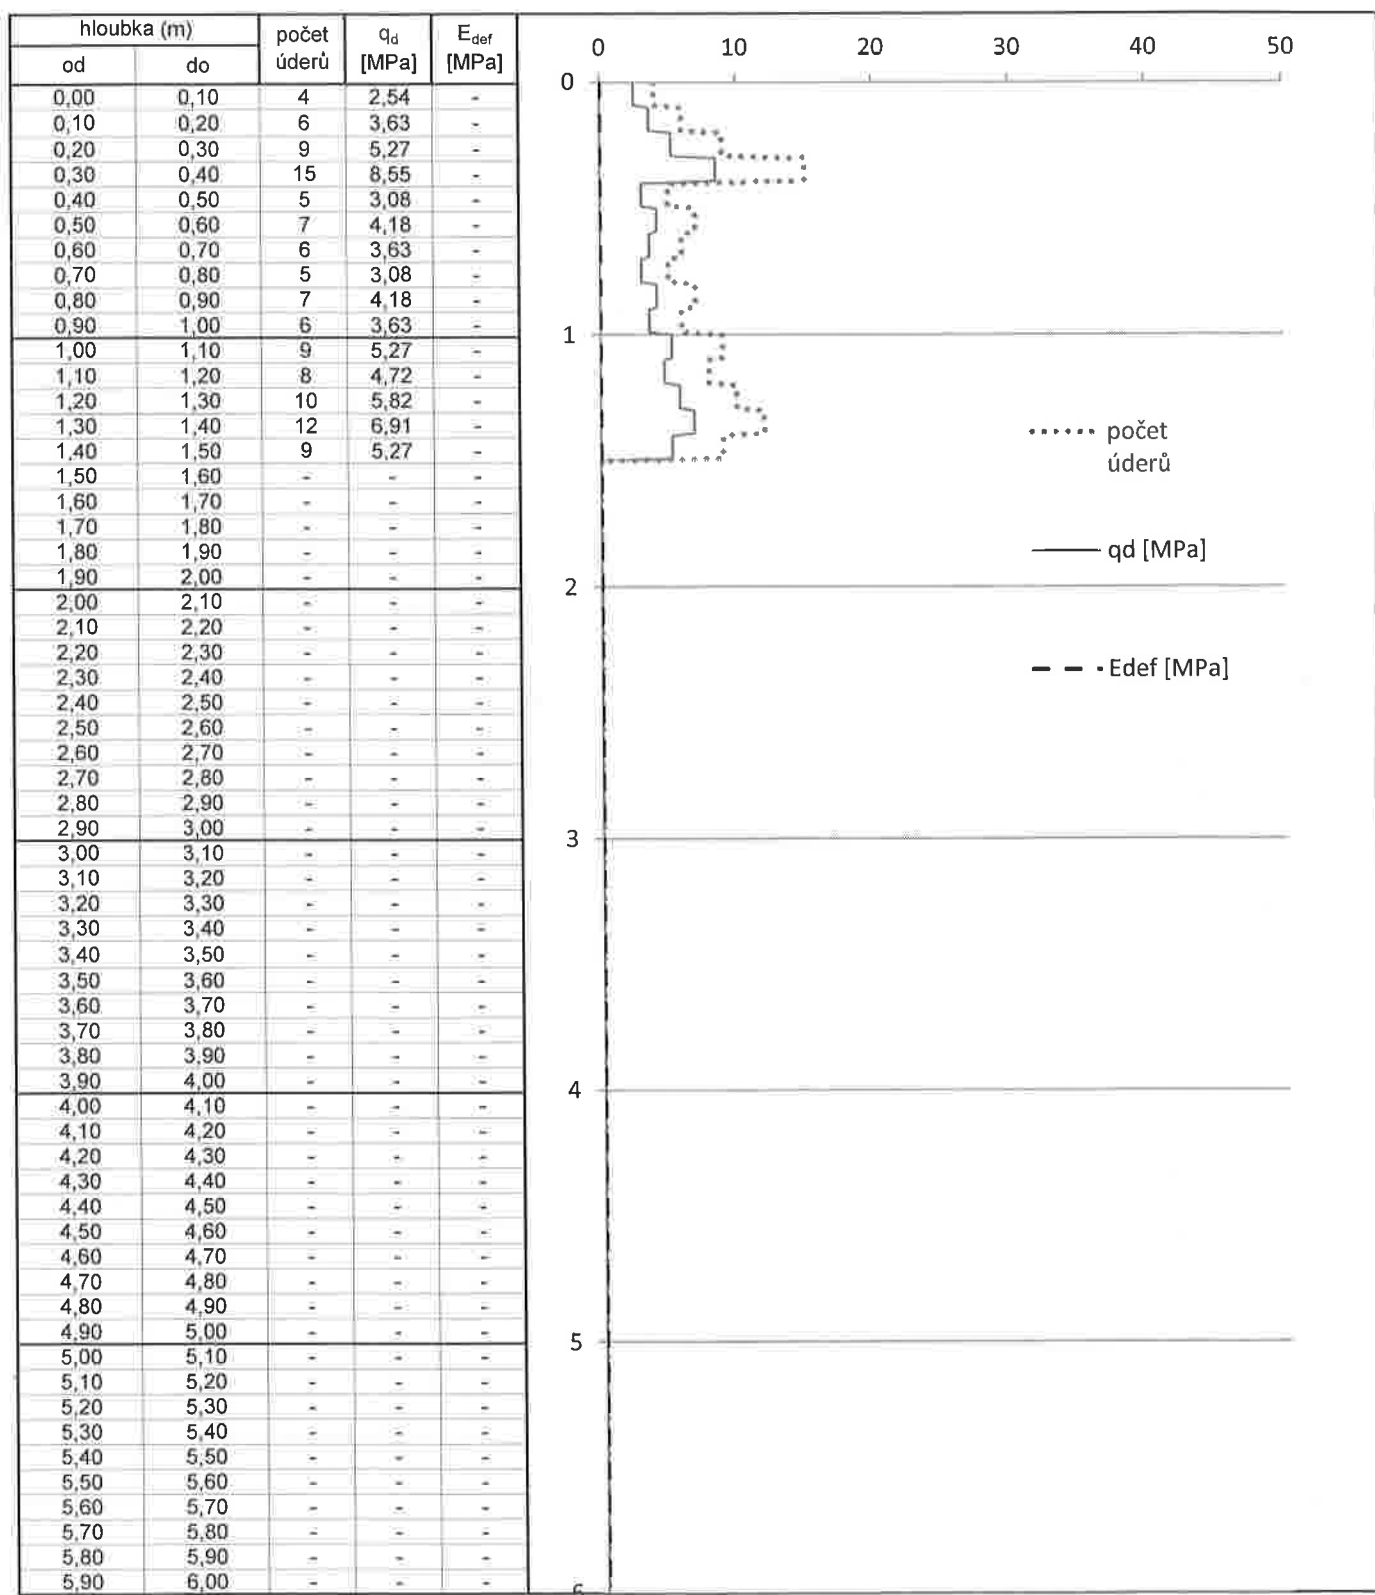 hloubka (m) počet úderů qd [MPa] Edef [MPa]
od do
0,00 0,10 4 2,54 -
0,10 0,20 6 3,63 -
0,20 0,30 9 5,27 -
0,30 0,40 15 8,55 -
0,40 0,50 5 3,08 -
0,50 0,60 7 4,18 -
0,60 0,70 6 3,63 -
0,70 0,80 5 3,08 -
0,80 0,90 7 4,18 -
0,90 1,00 6 3,63 -
1,00 1,10 9 5,27 -
1,10 1,20 8 4,72 -
1,20 1,30 10 5,82 -
1,30 1,40 12 6,91 -
1,40 1,50 9 5,27 -
1,50 1,60 - - -
1,60 1,70 - - -
1,70 1,80 - - -
1,80 1,90 - - -
1,90 2,00 - - -
2,00 2,10 - - -
2,10 2,20 - - -
2,20 2,30 - - -
2,30 2,40 - - -
2,40 2,50 - - -
2,50 2,60 - - -
2,60 2,70 - - -
2,70 2,80 - - -
2,80 2,90 - - -
2,90 3,00 - - -
3,00 3,10 - - -
3,10 3,20 - - -
3,20 3,30 - - -
3,30 3,40 - - -
3,40 3,50 - - -
3,50 3,60 - - -
3,60 3,70 - - -
3,70 3,80 - - -
3,80 3,90 - - -
3,90 4,00 - - -
4,00 4,10 - - -
4,10 4,20 - - -
4,20 4,30 - - -
4,30 4,40 - - -
4,40 4,50 - - -
4,50 4,60 - - -
4,60 4,70 - - -
4,70 4,80 - - -
4,80 4,90 - - -
4,90 5,00 - - -
5,00 5,10 - - -
5,10 5,20 - - -
5,20 5,30 - - -
5,30 5,40 - - -
5,40 5,50 - - -
5,50 5,60 - - -
5,60 5,70 - - -
5,70 5,80 - - -
5,80 5,90 - - -
5,90 6,00 - - -
0 10 20 30 40 50
0
1
2
3
4
5
6
počet
úderů
qd [MPa]
Edef [MPa]